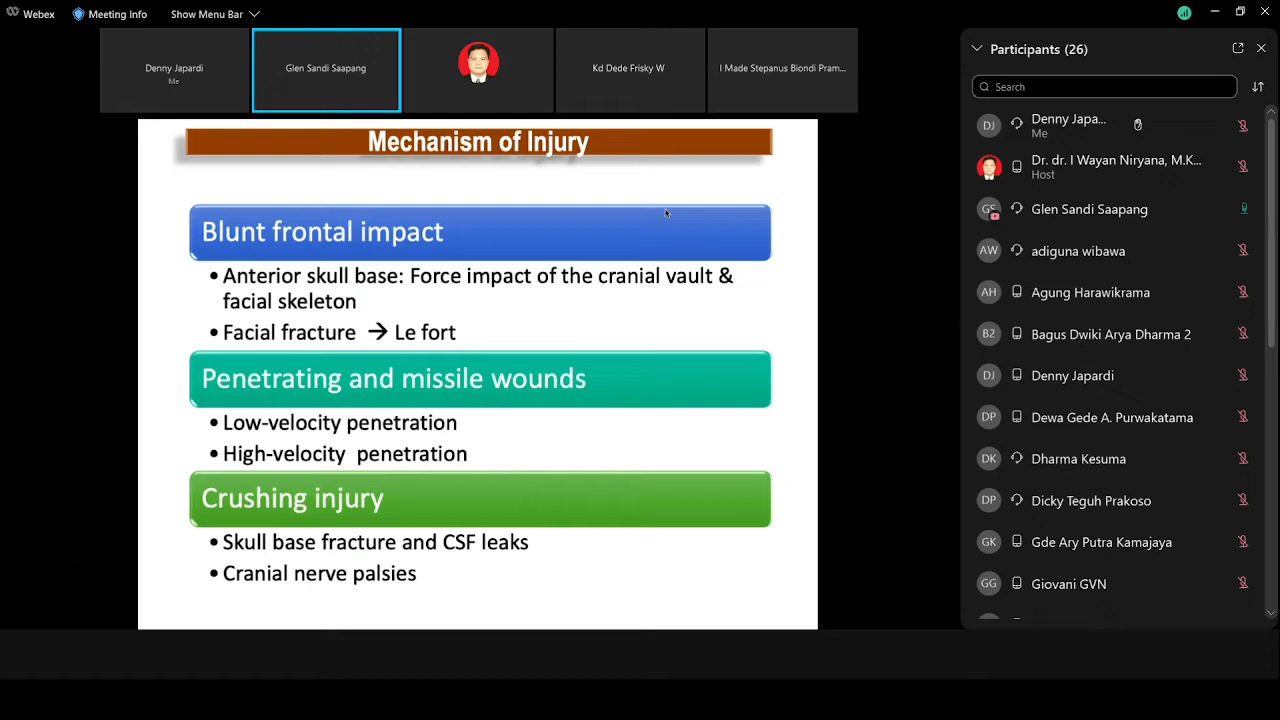 Webex
Meeting Info
Show Menu Bar
Denny Japardi
Me
Glen Sandi Saapang
Kd Dede Frisky W
I Made Stepanus Biondi Pram...
Mechanism of Injury
Blunt frontal impact
• Anterior skull base: Force impact of the cranial vault &
facial skeleton
• Facial fracture → Le fort
Penetrating and missile wounds
• Low-velocity penetration
• High-velocity penetration
Crushing injury
• Skull base fracture and CSF leaks
• Cranial nerve palsies
Participants (26)
Search
DJ Denny Japa...
Me
Dr. dr. I Wayan Niryana, M.K...
Host
GS Glen Sandi Saapang
AW adiguna wibawa
AH Agung Harawikrama
B2 Bagus Dwiki Arya Dharma 2
DJ Denny Japardi
DP Dewa Gede A. Purwakatama
DK Dharma Kesuma
DP Dicky Teguh Prakoso
GK Gde Ary Putra Kamajaya
GG Giovani GVN